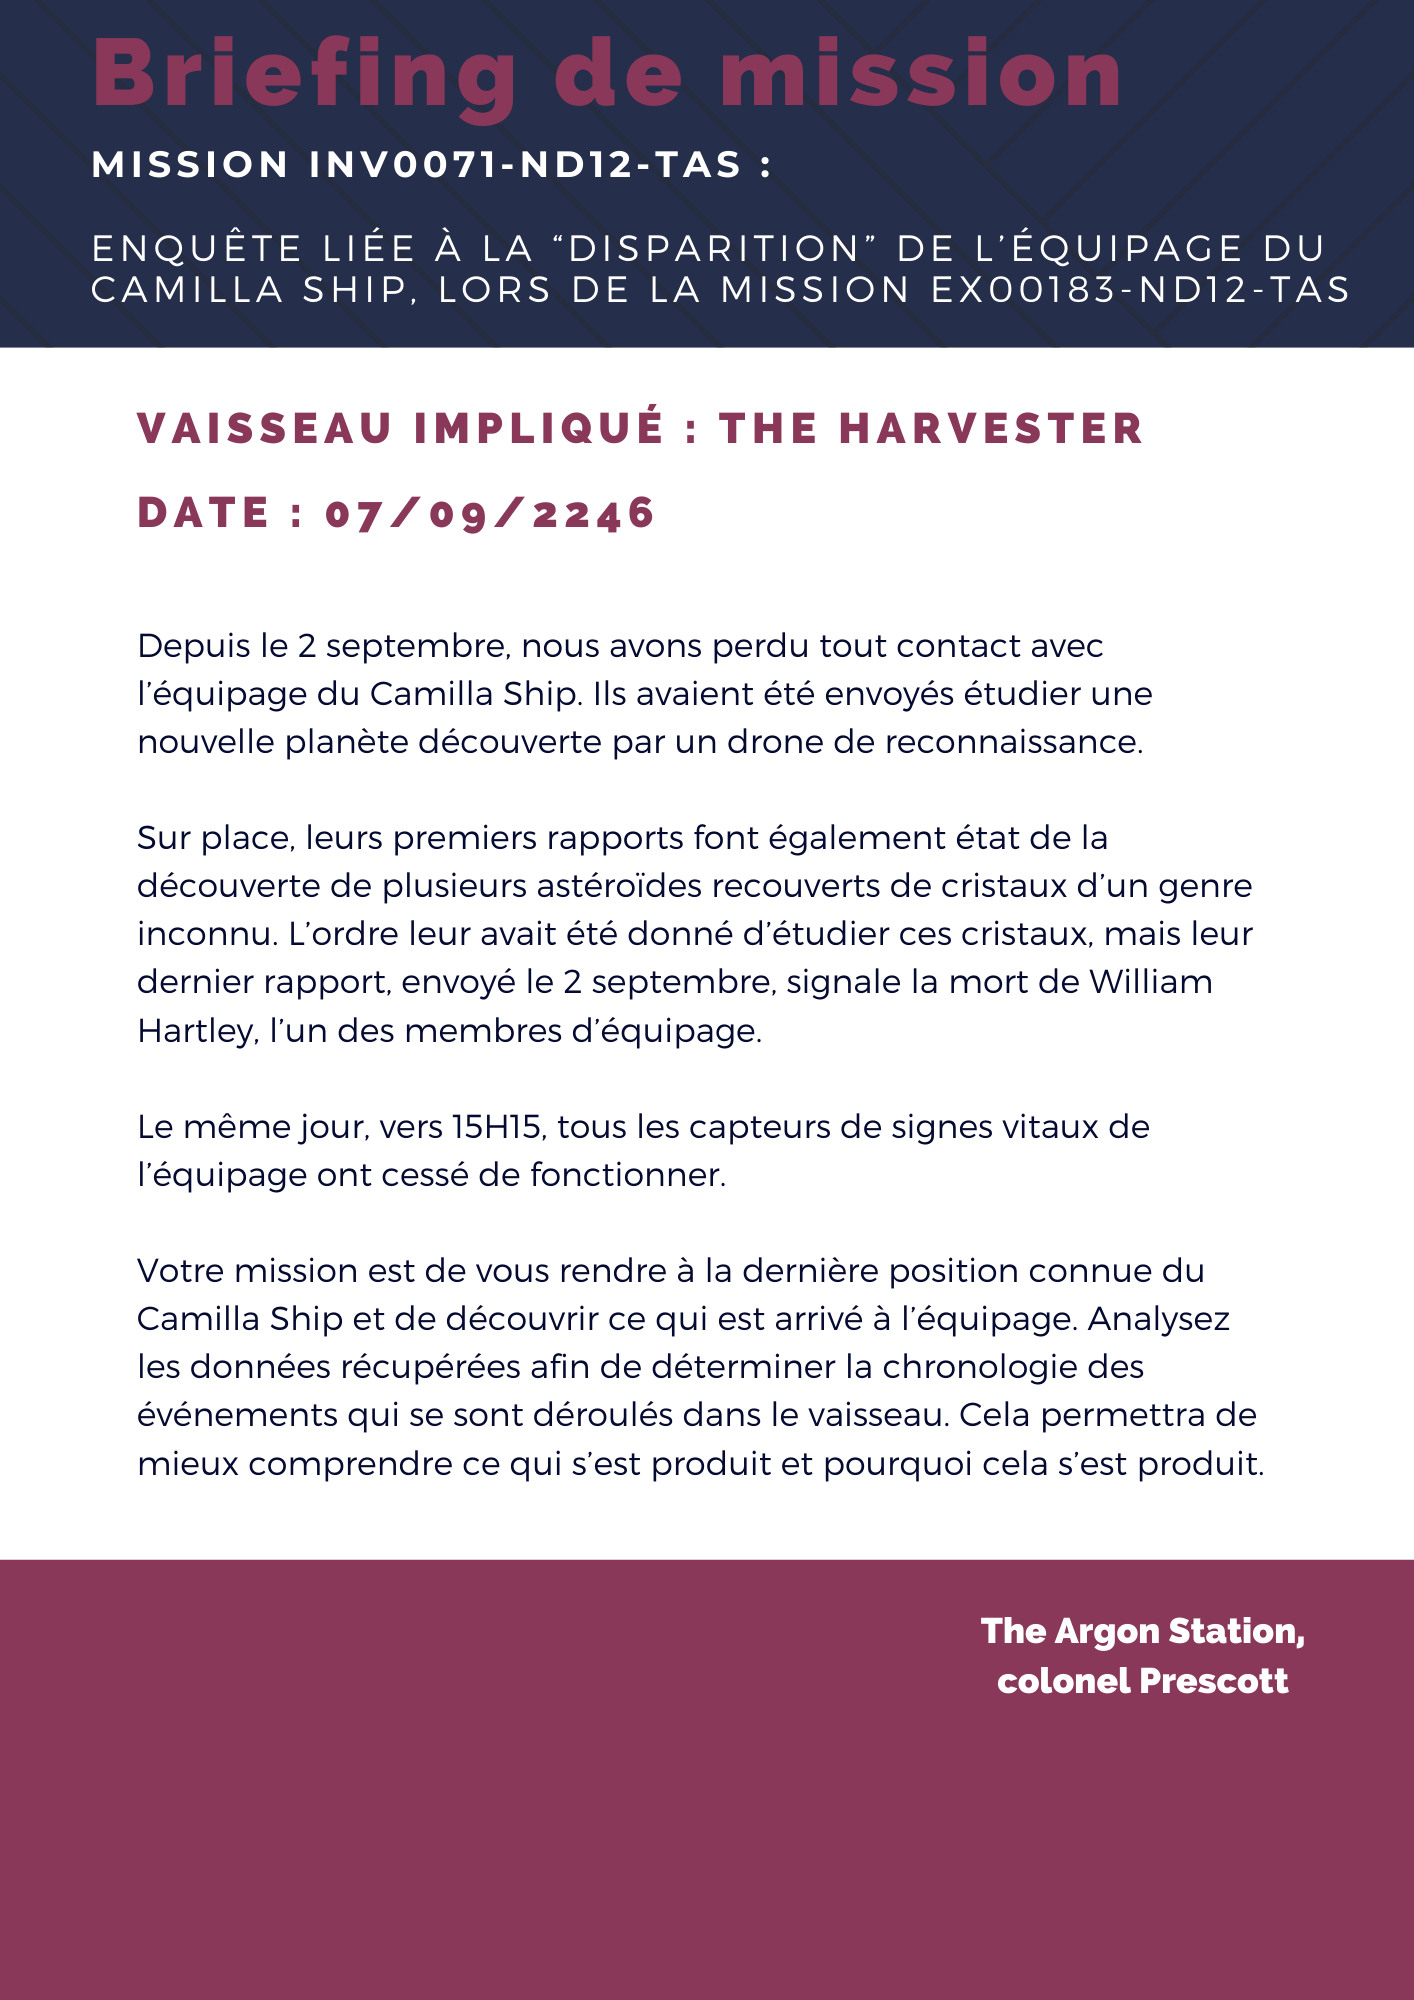 Briefing de mission
MISSION INV0071-ND12-TAS :
ENQUÊTE LIÉE À LA “DISPARITION” DE L’ÉQUIPAGE DU
CAMILLA SHIP, LORS DE LA MISSION EX00183-ND12-TAS
VAISSEAU IMPLIQUÉ : THE HARVESTER
DATE : 07/09/2246
Depuis le 2 septembre, nous avons perdu tout contact avec
l’équipage du Camilla Ship. Ils avaient été envoyés étudier une
nouvelle planète découverte par un drone de reconnaissance.
Sur place, leurs premiers rapports font également état de la
découverte de plusieurs astéroïdes recouverts de cristaux d’un genre
inconnu. L’ordre leur avait été donné d’étudier ces cristaux, mais leur
dernier rapport, envoyé le 2 septembre, signale la mort de William
Hartley, l’un des membres d’équipage.
Le même jour, vers 15H15, tous les capteurs de signes vitaux de
l’équipage ont cessé de fonctionner.
Votre mission est de vous rendre à la dernière position connue du
Camilla Ship et de découvrir ce qui est arrivé à l’équipage. Analysez
les données récupérées afin de déterminer la chronologie des
événements qui se sont déroulés dans le vaisseau. Cela permettra de
mieux comprendre ce qui s’est produit et pourquoi cela s’est produit.
The Argon Station,
colonel Prescott